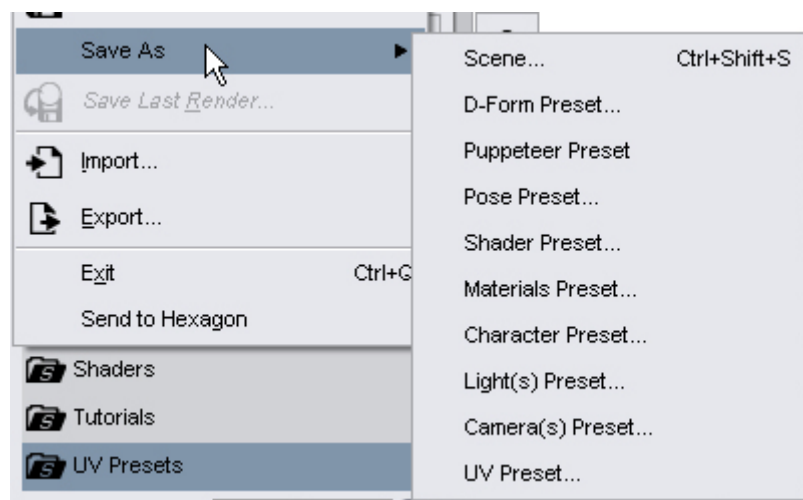 Save As
Save Last Render...
Import...
Export...
Exit Ctrl+Q
Send to Hexagon
Shaders
Tutorials
UV Presets
Scene... Ctrl+Shift+S
D-Form Preset...
Puppeteer Preset
Pose Preset...
Shader Preset...
Materials Preset...
Character Preset...
Light(s) Preset...
Camera(s) Preset...
UV Preset...